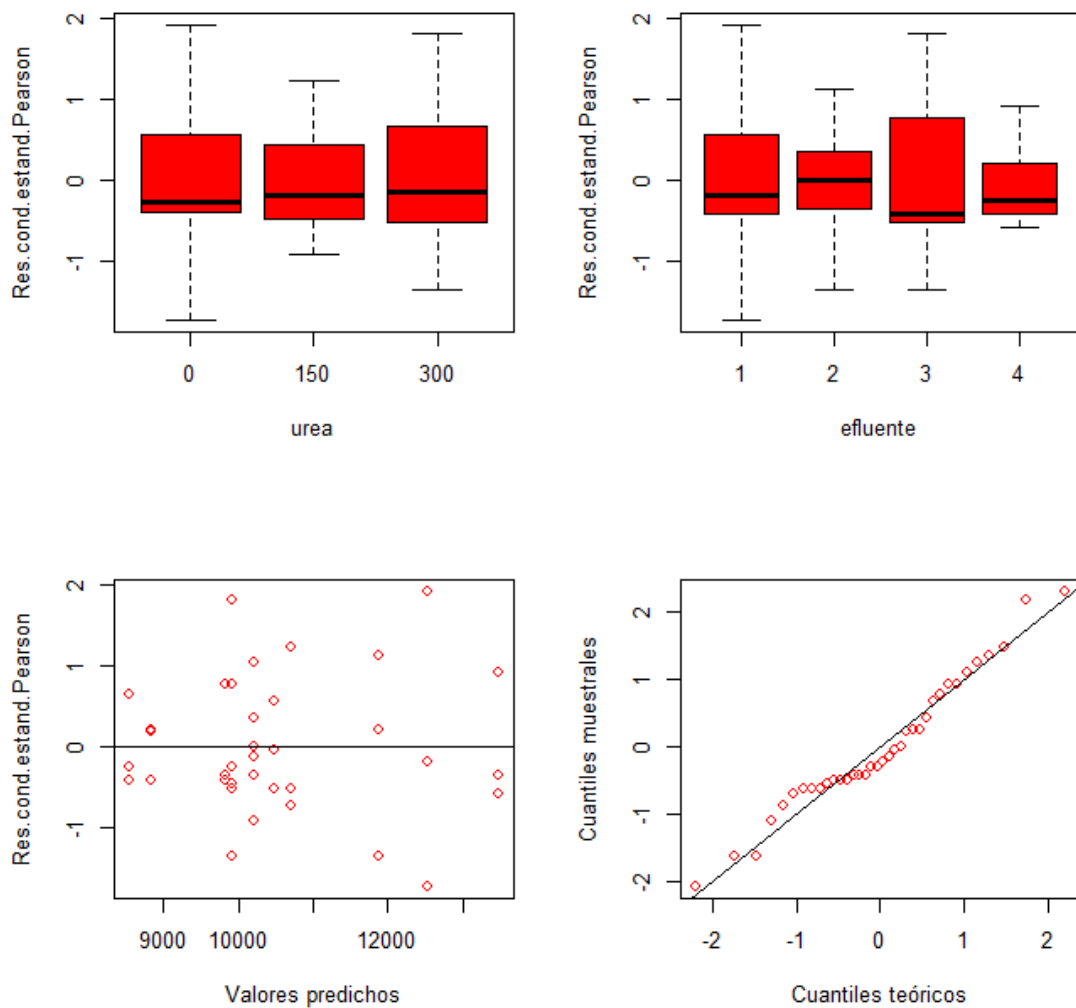 Res.cond.estand.Pearson
2
1
0
-1
0 150 300
urea
Res.cond.estand.Pearson
2
1
0
-1
1 2 3 4
efluente
Res.cond.estand.Pearson
2
1
0
-1
9000 10000 12000
Valores predichos
Cuantiles muestrales
2
1
0
-1
-2
-2 -1 0 1 2
Cuantiles teóricos